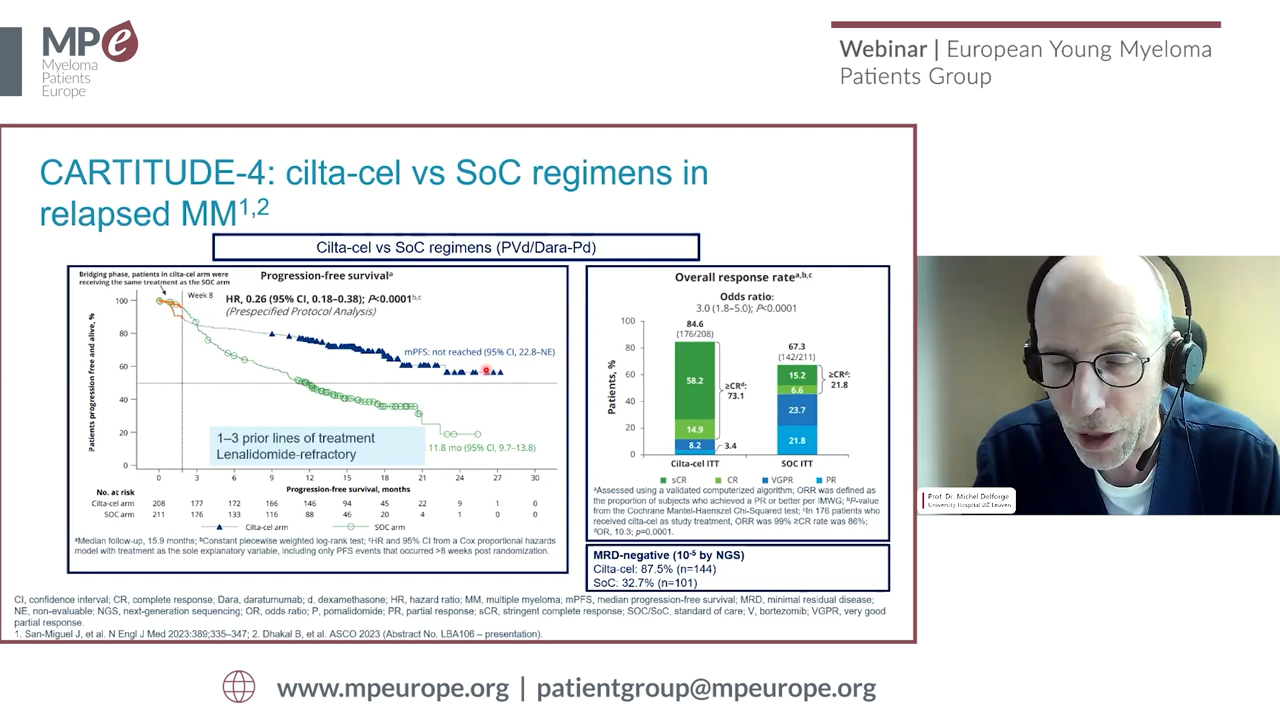 MPe
Myeloma
Patients
Europe
Webinar | European Young Myeloma
Patients Group
CARTITUDE-4: cilta-cel vs SoC regimens in
relapsed MM1,2
Cilta-cel vs SoC regimens (PVd/Dara-Pd)
Bridging phase, patients in cilta-cel arm were
receiving the same treatment as the SOC arm
Progression-free survivalᵃ
Week 8
HR, 0.26 (95% CI, 0.18–0.38); P<0.0001ᵇ,ᶜ
(Prespecified Protocol Analysis)
Patients progression free and alive, %
100
80
60
40
20
0
mPFS: not reached (95% CI, 22.8–NE)
1–3 prior lines of treatment
Lenalidomide-refractory
11.8 mo (95% CI, 9.7–13.8)
0 3 6 9 12 15 18 21 24 27 30
Progression-free survival, months
No. at risk
Cilta-cel arm 208 177 172 166 146 94 45 22 9 1 0
SOC arm 211 176 133 116 88 46 20 4 1 0 0
Cilta-cel arm SOC arm
ᵃMedian follow-up, 15.9 months; ᵇConstant piecewise weighted log-rank test; ᶜHR and 95% CI from a Cox proportional hazards
model with treatment as the sole explanatory variable, including only PFS events that occurred >8 weeks post randomization.
Overall response rateᵃ,ᵇ,ᶜ
Odds ratio:
3.0 (1.8–5.0); P<0.0001
Patients, %
100
80
60
40
20
0
84.6
(176/208)
58.2
14.9
8.2
≥CRᵈ:
73.1
3.4
67.3
(142/211)
15.2
6.6
23.7
21.8
≥CRᵈ:
21.8
Cilta-cel ITT SOC ITT
sCR CR VGPR PR
ᵃAssessed using a validated computerized algorithm; ORR was defined as
the proportion of subjects who achieved a PR or better per IMWG; ᵇP-value
from the Cochrane Mantel-Haenszel Chi-Squared test; ᶜIn 176 patients who
received cilta-cel as study treatment, ORR was 99% ≥CR rate was 86%;
ᵈOR, 10.3; p=0.0001.
MRD-negative (10⁻⁵ by NGS)
Cilta-cel: 87.5% (n=144)
SoC: 32.7% (n=101)
CI, confidence interval; CR, complete response; Dara, daratumumab; d, dexamethasone; HR, hazard ratio; MM, multiple myeloma; mPFS, median progression-free survival; MRD, minimal residual disease;
NE, non-evaluable; NGS, next-generation sequencing; OR, odds ratio; P, pomalidomide; PR, partial response; sCR, stringent complete response; SOC/SoC, standard of care; V, bortezomib; VGPR, very good
partial response.
1. San-Miguel J, et al. N Engl J Med 2023:389;335–347; 2. Dhakal B, et al. ASCO 2023 (Abstract No. LBA106 – presentation).
Prof. Dr. Michel Delforge
University Hospital UZ Leuven
www.mpeurope.org | patientgroup@mpeurope.org